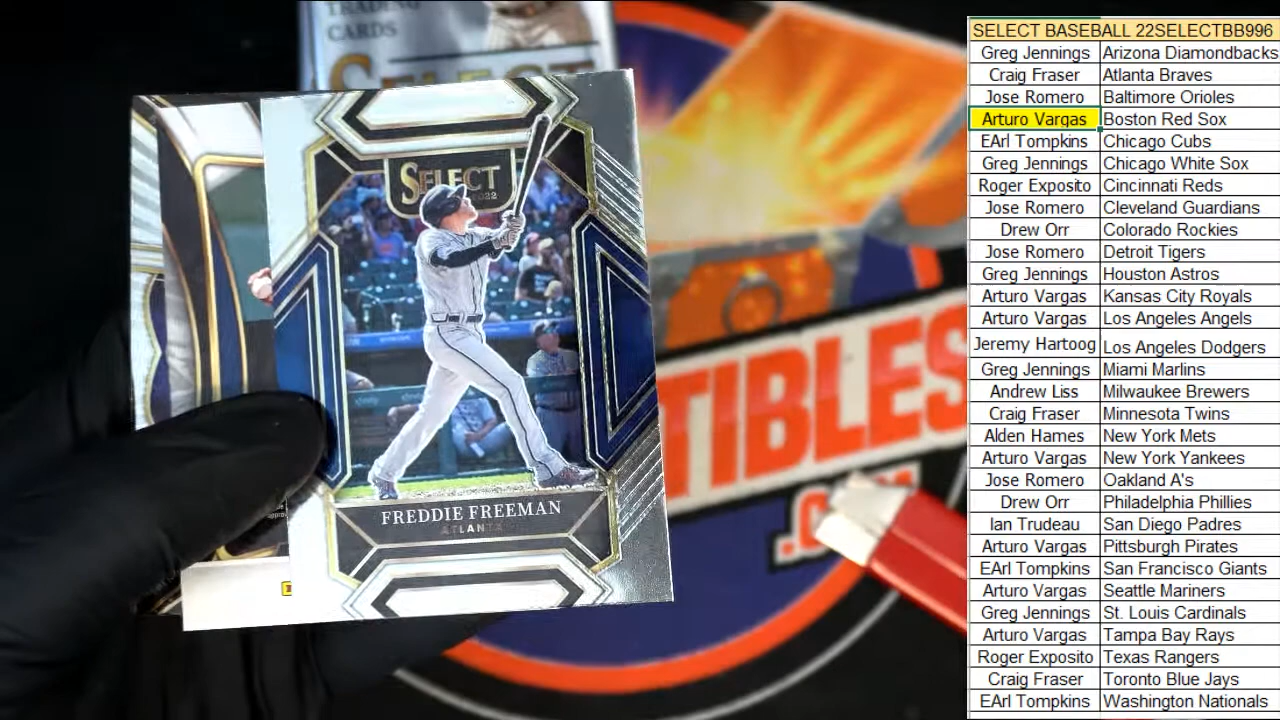 TRADING
CARDS
SELECT
SELECT
2022
FREDDIE FREEMAN
ATLANTA
TIBLES
.CO
SELECT BASEBALL 22SELECTBB996
Greg Jennings Arizona Diamondbacks
Craig Fraser Atlanta Braves
Jose Romero Baltimore Orioles
Arturo Vargas Boston Red Sox
EArl Tompkins Chicago Cubs
Greg Jennings Chicago White Sox
Roger Exposito Cincinnati Reds
Jose Romero Cleveland Guardians
Drew Orr Colorado Rockies
Jose Romero Detroit Tigers
Greg Jennings Houston Astros
Arturo Vargas Kansas City Royals
Arturo Vargas Los Angeles Angels
Jeremy Hartoog Los Angeles Dodgers
Greg Jennings Miami Marlins
Andrew Liss Milwaukee Brewers
Craig Fraser Minnesota Twins
Alden Hames New York Mets
Arturo Vargas New York Yankees
Jose Romero Oakland A's
Drew Orr Philadelphia Phillies
Ian Trudeau San Diego Padres
Arturo Vargas Pittsburgh Pirates
EArl Tompkins San Francisco Giants
Arturo Vargas Seattle Mariners
Greg Jennings St. Louis Cardinals
Arturo Vargas Tampa Bay Rays
Roger Exposito Texas Rangers
Craig Fraser Toronto Blue Jays
EArl Tompkins Washington Nationals